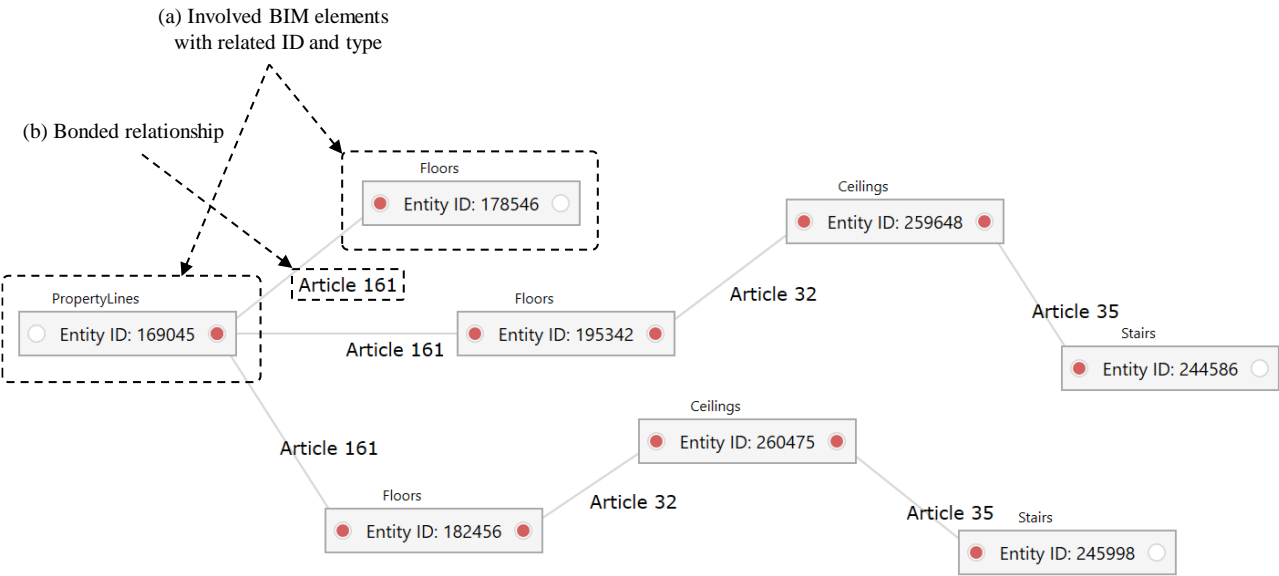 (a) Involved BIM elements
with related ID and type
(b) Bonded relationship
Floors
Entity ID: 178546
Ceilings
Entity ID: 259648
Article 161
PropertyLines
Entity ID: 169045
Floors
Entity ID: 195342
Article 161
Article 32
Article 35
Stairs
Entity ID: 244586
Ceilings
Entity ID: 260475
Article 161
Floors
Entity ID: 182456
Article 32
Article 35
Stairs
Entity ID: 245998